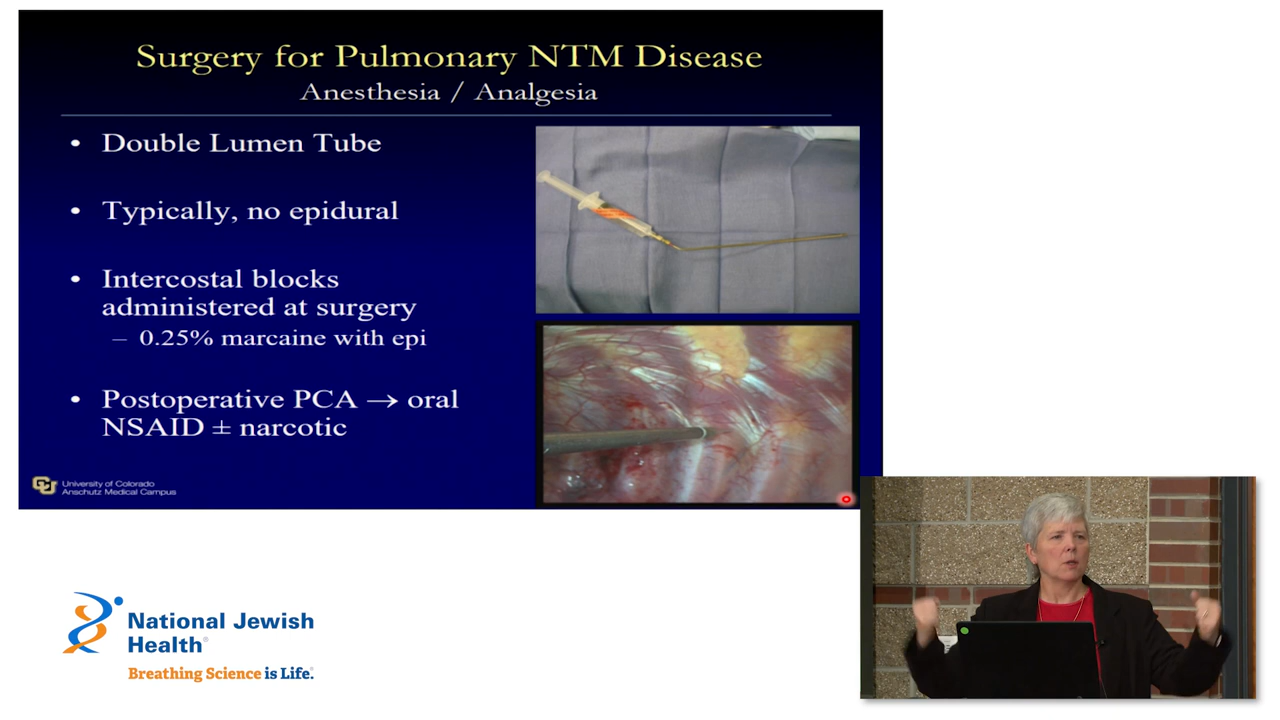 Surgery for Pulmonary NTM Disease
Anesthesia / Analgesia
• Double Lumen Tube
• Typically, no epidural
• Intercostal blocks
administered at surgery
– 0.25% marcaine with epi
• Postoperative PCA → oral
NSAID ± narcotic
CU
University of Colorado
Anschutz Medical Campus
National Jewish
Health®
Breathing Science is Life.®